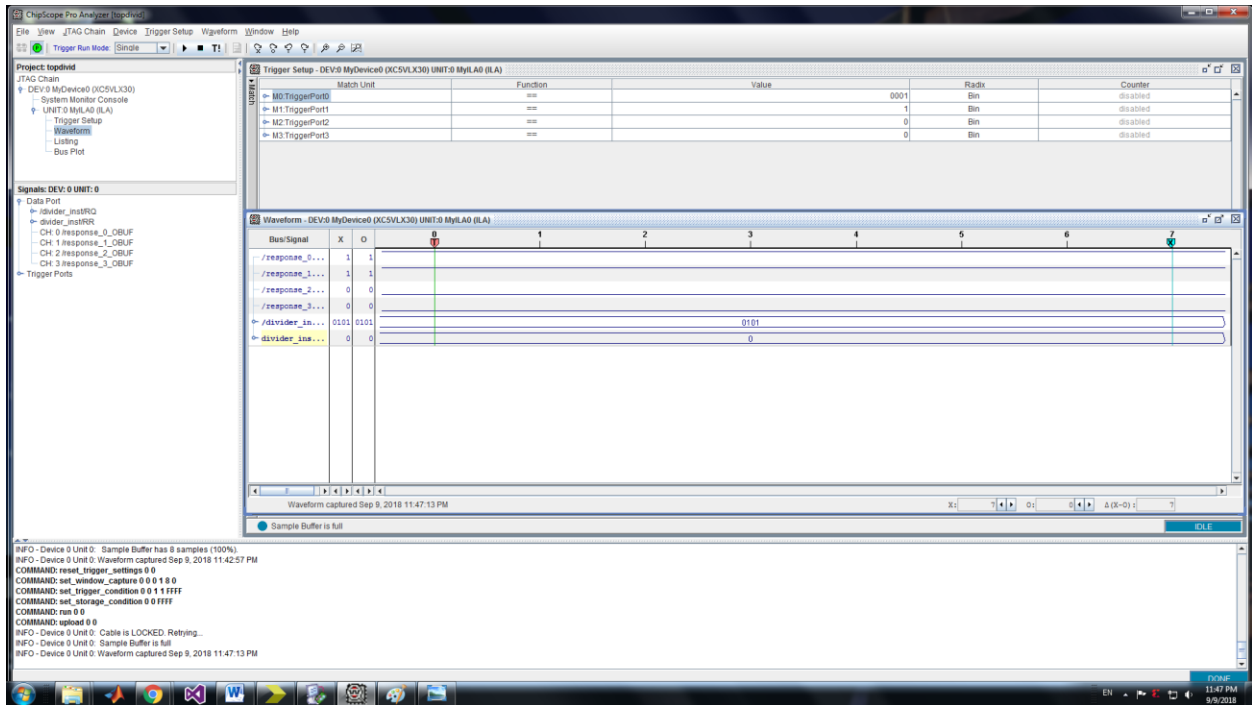 ChipScope Pro Analyzer [topdivid]
File View JTAG Chain Device Trigger Setup Waveform Window Help
Trigger Run Mode: Single T!
Project: topdivid
JTAG Chain
DEV:0 MyDevice0 (XC5VLX30)
System Monitor Console
UNIT:0 MyILA0 (ILA)
Trigger Setup
Waveform
Listing
Bus Plot
Signals: DEV: 0 UNIT: 0
Data Port
/divider_inst/RQ
divider_inst/RR
CH: 0 /response_0_OBUF
CH: 1 /response_1_OBUF
CH: 2 /response_2_OBUF
CH: 3 /response_3_OBUF
Trigger Ports
Trigger Setup - DEV:0 MyDevice0 (XC5VLX30) UNIT:0 MyILA0 (ILA)
Match
Match Unit Function Value Radix Counter
M0:TriggerPort0 == 0001 Bin disabled
M1:TriggerPort1 == 1 Bin disabled
M2:TriggerPort2 == 0 Bin disabled
M3:TriggerPort3 == 0 Bin disabled
Waveform - DEV:0 MyDevice0 (XC5VLX30) UNIT:0 MyILA0 (ILA)
Bus/Signal X O 0 1 2 3 4 5 6 7
T X
/response_0... 1 1
/response_1... 1 1
/response_2... 0 0
/response_3... 0 0
/divider_in... 0101 0101 0101
divider_ins... 0 0 0
Waveform captured Sep 9, 2018 11:47:13 PM X: 7 O: 0 Δ(X-O): 7
Sample Buffer is full IDLE
INFO - Device 0 Unit 0: Sample Buffer has 8 samples (100%).
INFO - Device 0 Unit 0: Waveform captured Sep 9, 2018 11:42:57 PM
COMMAND: reset_trigger_settings 0 0
COMMAND: set_window_capture 0 0 0 1 8 0
COMMAND: set_trigger_condition 0 0 1 1 FFFF
COMMAND: set_storage_condition 0 0 FFFF
COMMAND: run 0 0
COMMAND: upload 0 0
INFO - Device 0 Unit 0: Cable is LOCKED. Retrying...
INFO - Device 0 Unit 0: Sample Buffer is full
INFO - Device 0 Unit 0: Waveform captured Sep 9, 2018 11:47:13 PM
DONE
EN 11:47 PM
9/9/2018